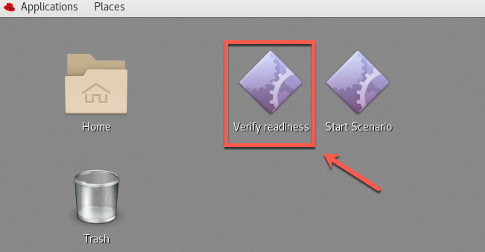 Applications Places
Home
Verify readiness
Start Scenario
Trash